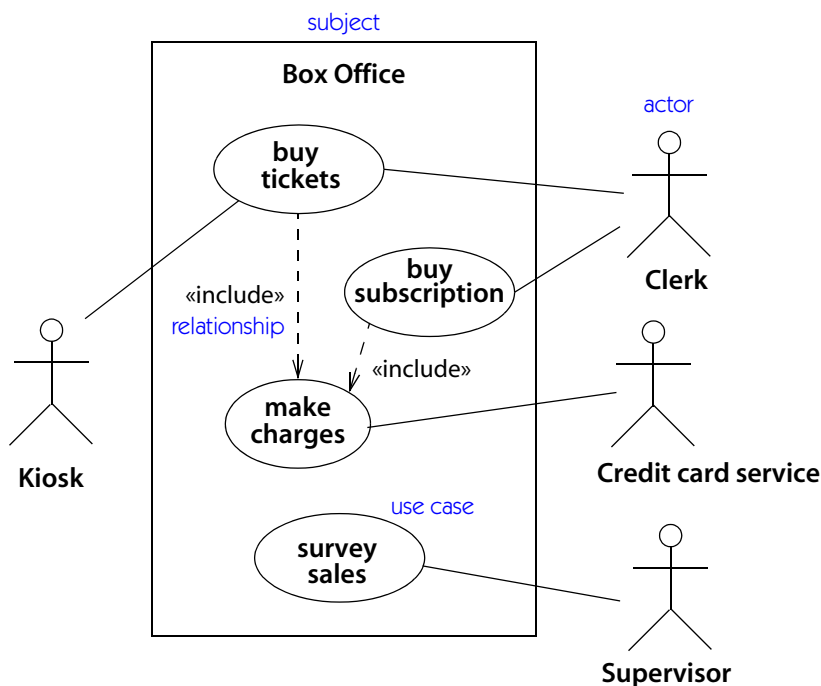 subject
Box Office
actor
buy
tickets
buy
subscription
Clerk
«include»
relationship
«include»
make
charges
Kiosk
Credit card service
use case
survey
sales
Supervisor